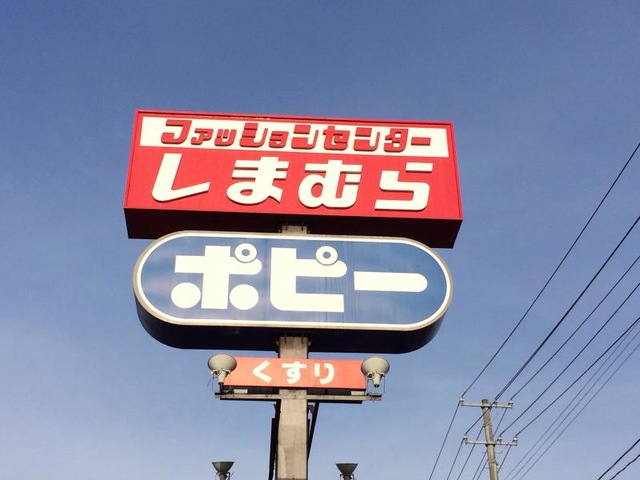 ファッションセンター
しまむら
ポピー
くすり